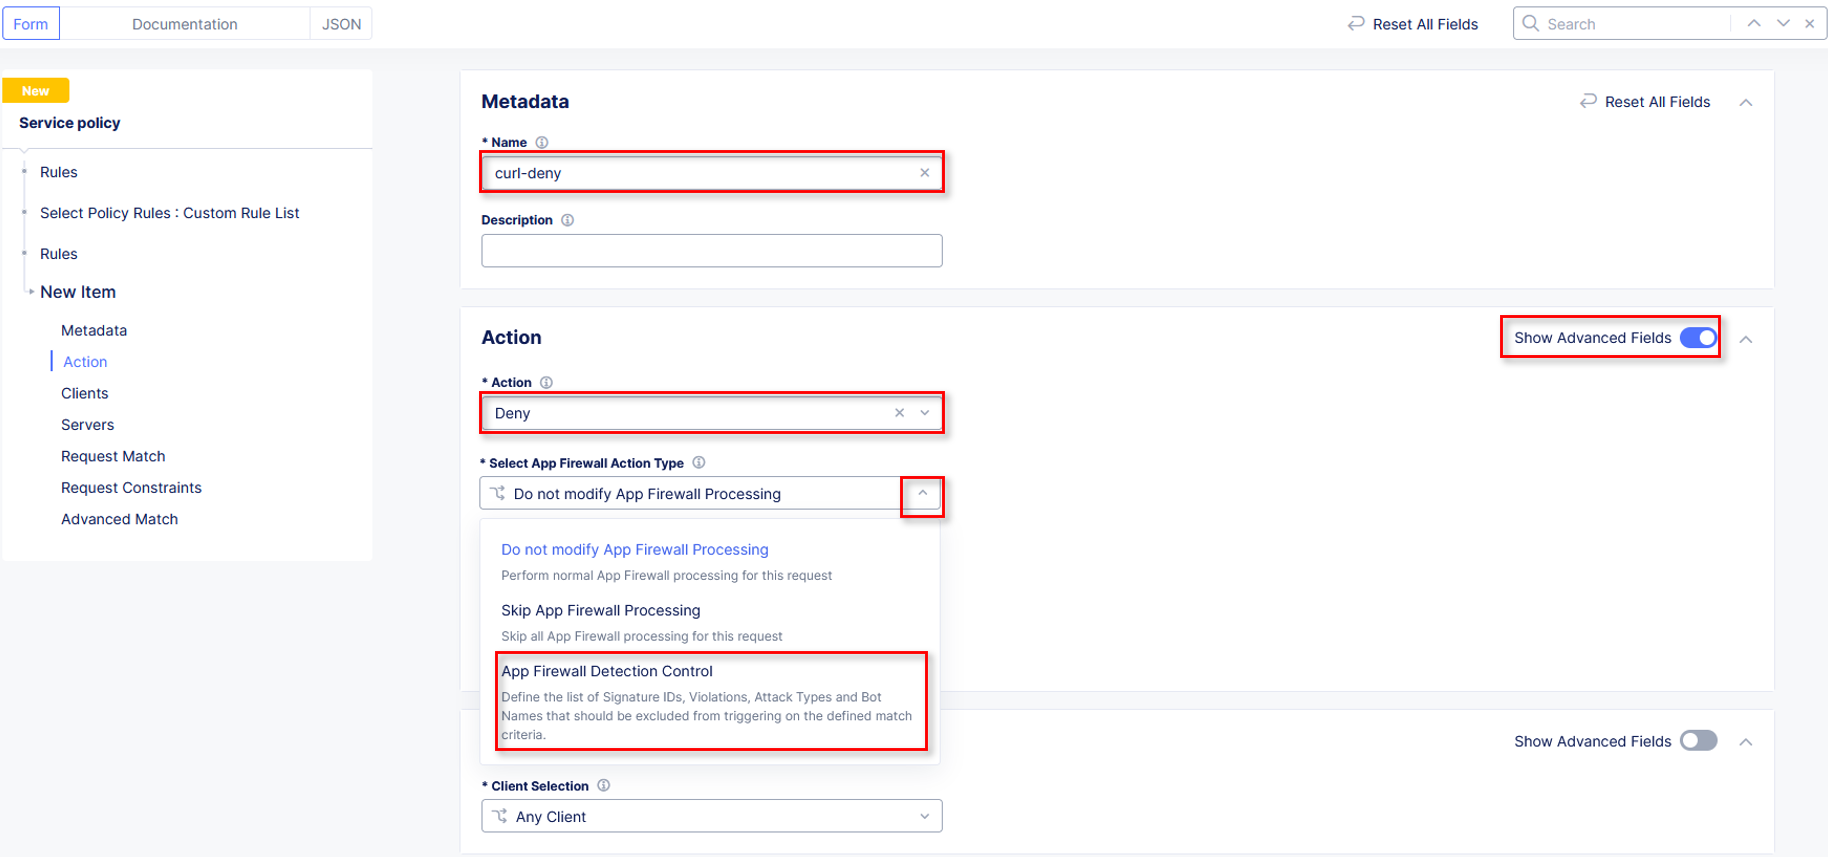 Form
Documentation
JSON
Reset All Fields
Search
New
Service policy
Rules
Select Policy Rules : Custom Rule List
Rules
New Item
Metadata
Action
Clients
Servers
Request Match
Request Constraints
Advanced Match
Metadata
Reset All Fields
* Name
curl-deny
Description
Action
Show Advanced Fields
* Action
Deny
* Select App Firewall Action Type
Do not modify App Firewall Processing
Do not modify App Firewall Processing
Perform normal App Firewall processing for this request
Skip App Firewall Processing
Skip all App Firewall processing for this request
App Firewall Detection Control
Define the list of Signature IDs, Violations, Attack Types and Bot
Names that should be excluded from triggering on the defined match
criteria.
Show Advanced Fields
* Client Selection
Any Client